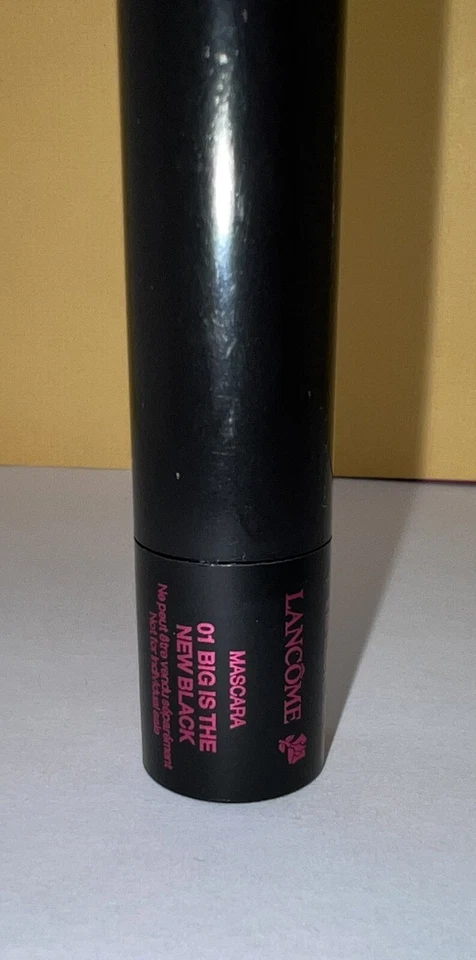 LANCÔME
MASCARA
01 BIG IS THE
NEW BLACK
Ne peut être vendu séparément
Not for individual sale